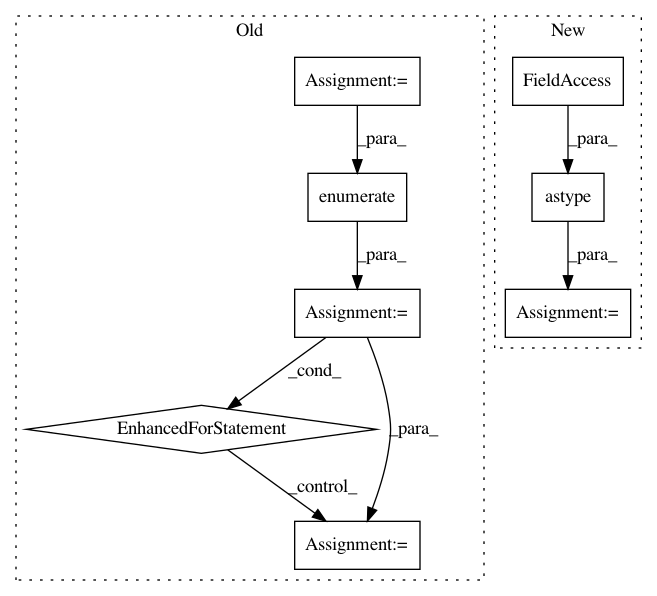 Old
New
Assignment:=
FieldAccess
_para_
_para_
enumerate
astype
_para_
_para_
Assignment:=
Assignment:=
_cond_
EnhancedForStatement
_para_
_control_
Assignment:=